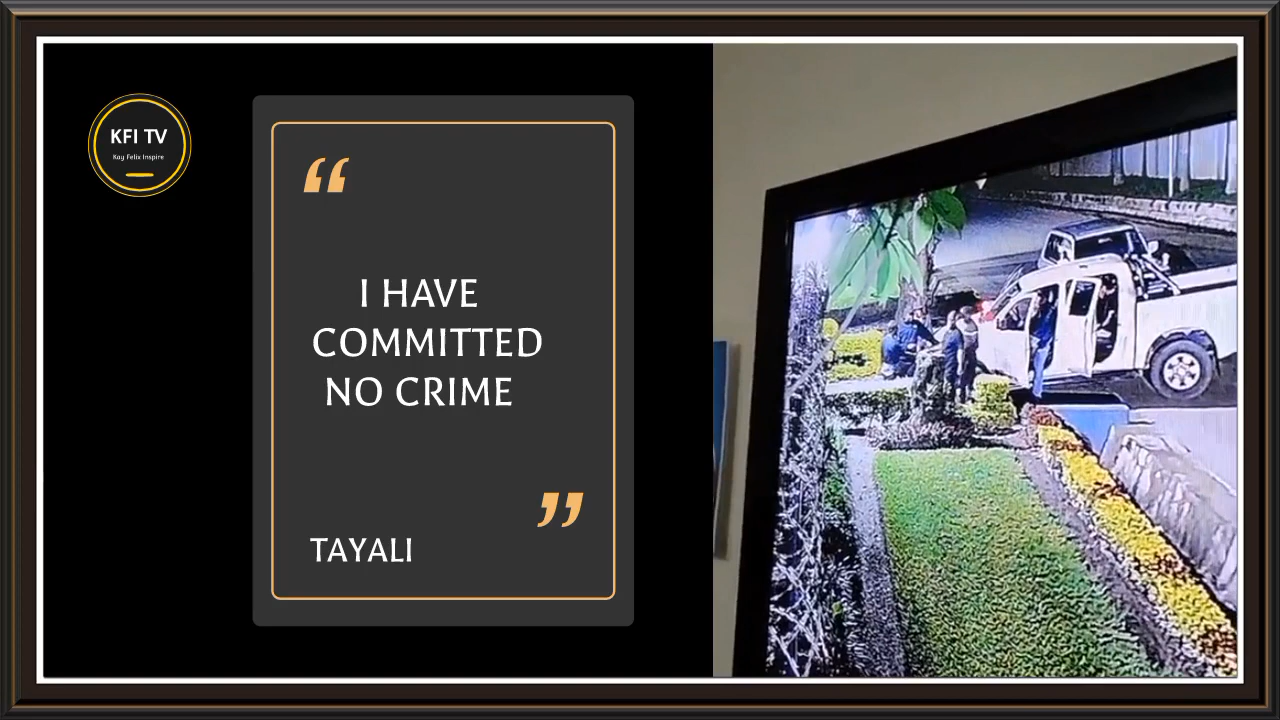 KFI TV
Kay Felix Inspire
“
I HAVE
COMMITTED
NO CRIME
”
TAYALI